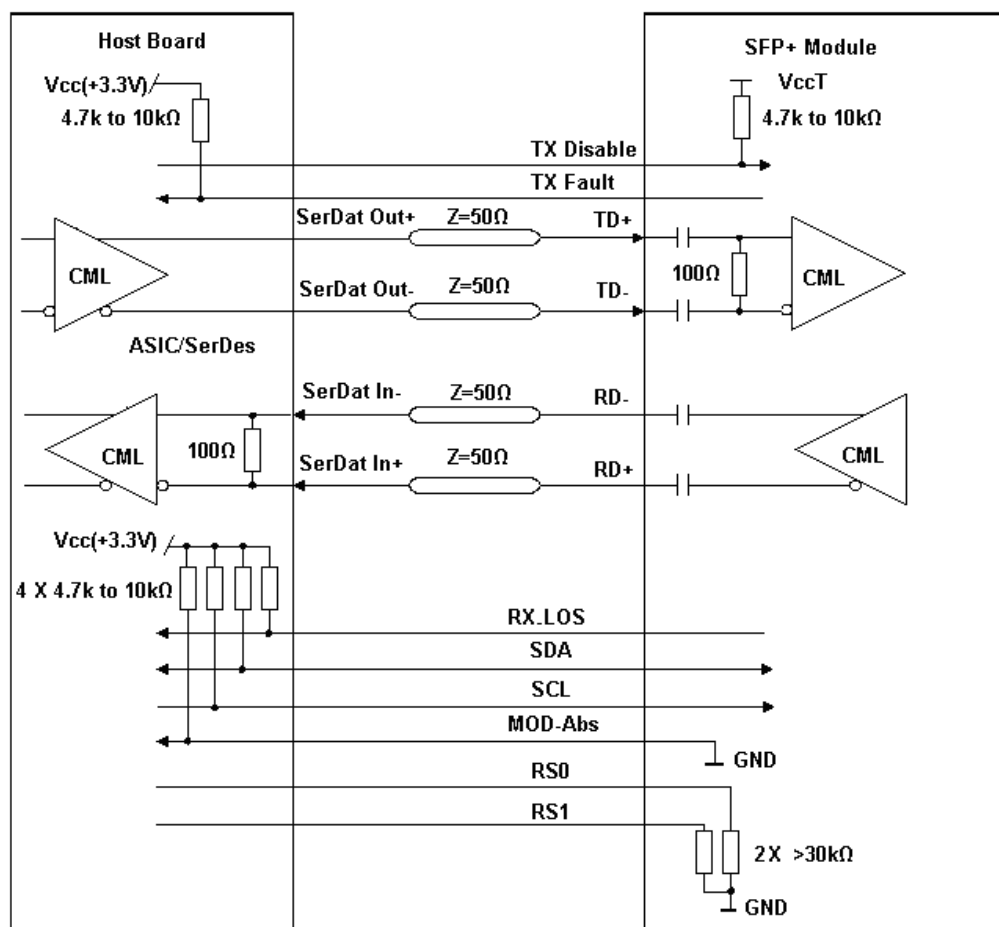 Host Board
SFP+ Module
Vcc(+3.3V)
4.7k to 10kΩ
VccT
4.7k to 10kΩ
TX Disable
TX Fault
SerDat Out+
Z=50Ω
TD+
CML
100Ω
CML
SerDat Out-
Z=50Ω
TD-
ASIC/SerDes
SerDat In-
Z=50Ω
RD-
CML
100Ω
CML
SerDat In+
Z=50Ω
RD+
Vcc(+3.3V)
4 X 4.7k to 10kΩ
RX.LOS
SDA
SCL
MOD-Abs
GND
RS0
RS1
2X >30kΩ
GND